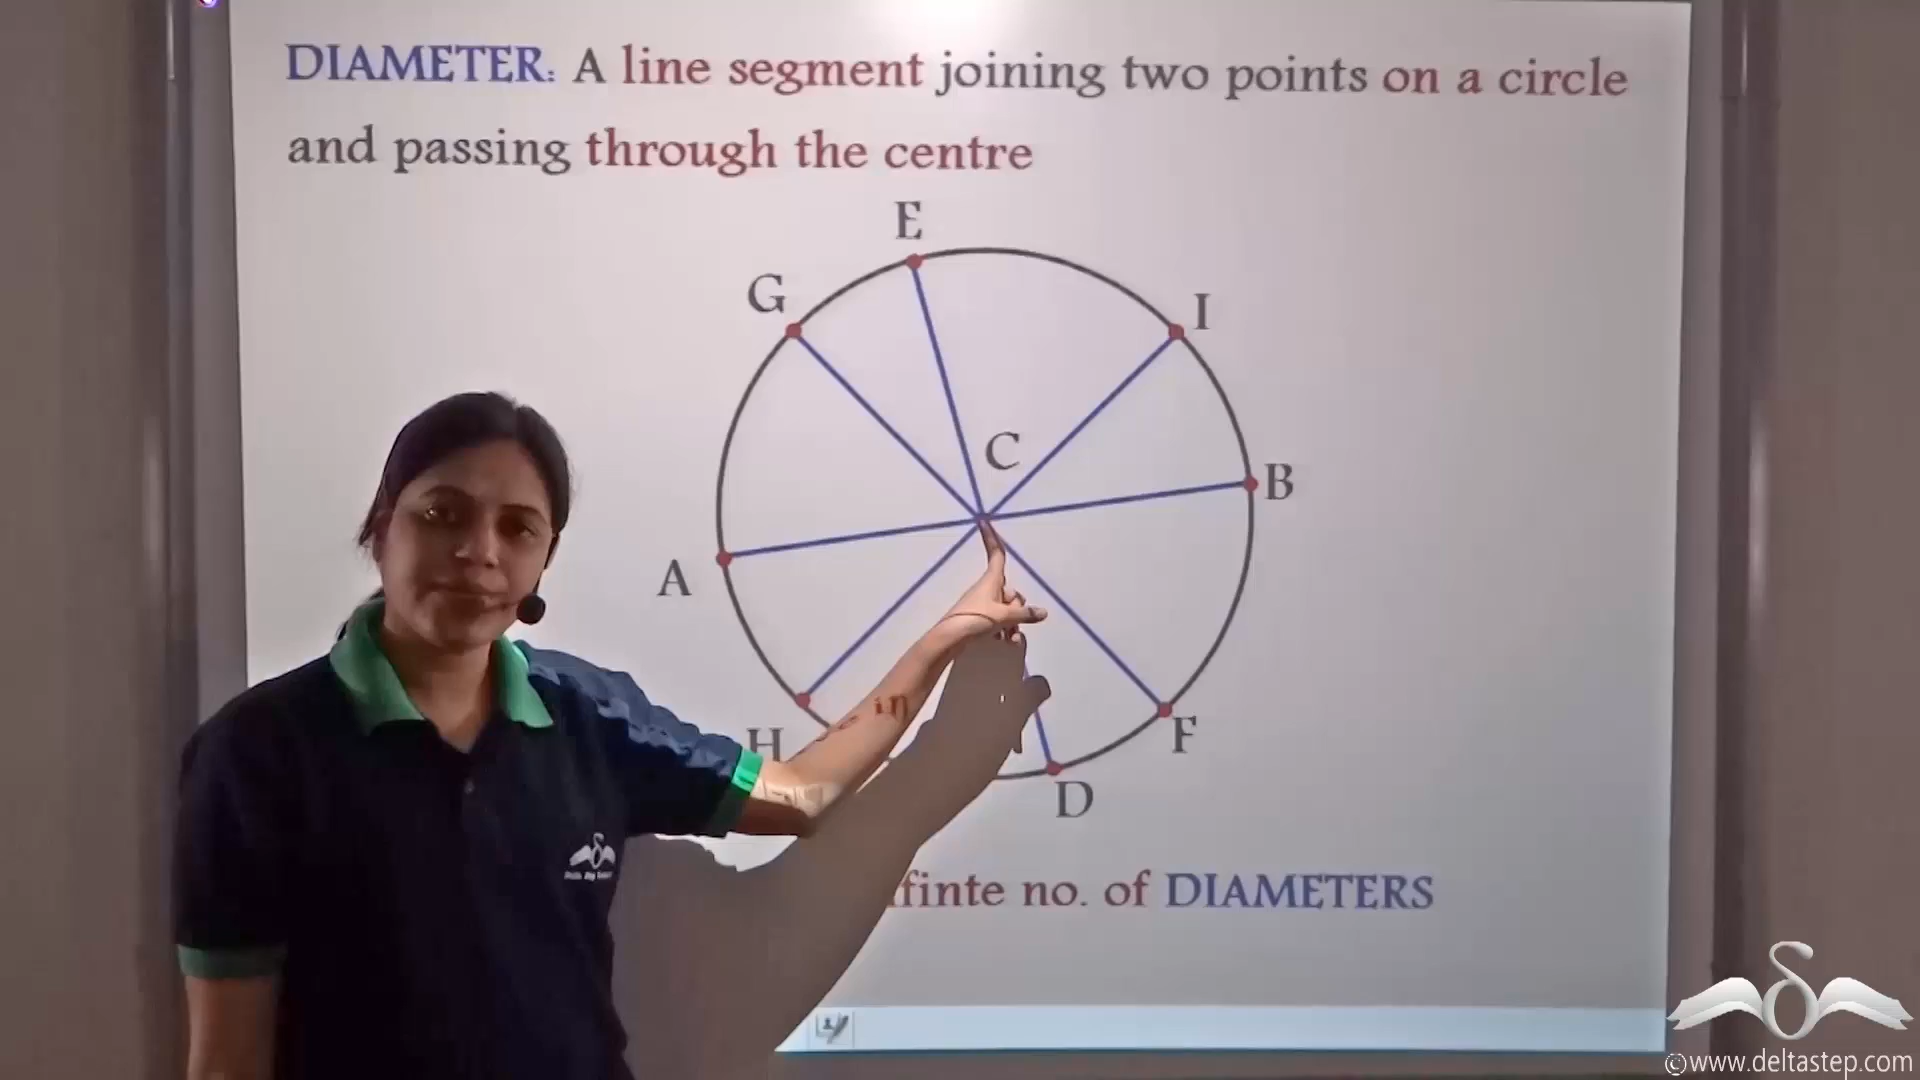 DIAMETER: A line segment joining two points on a circle
and passing through the centre
E
G
I
C
B
A
H
F
D
finte no. of DIAMETERS
©www.deltastep.com